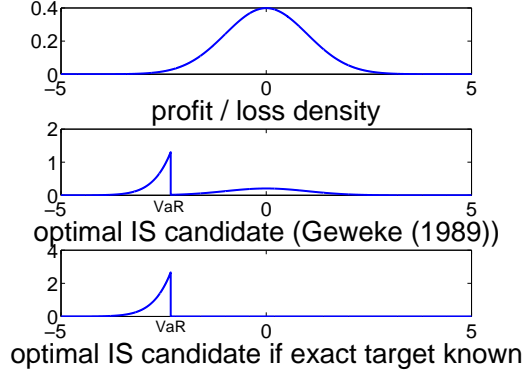 0.4
0.2
0
−5 0 5
profit / loss density
2
1
0
−5 VaR 0 5
optimal IS candidate (Geweke (1989))
4
2
0
−5 VaR 0 5
optimal IS candidate if exact target known